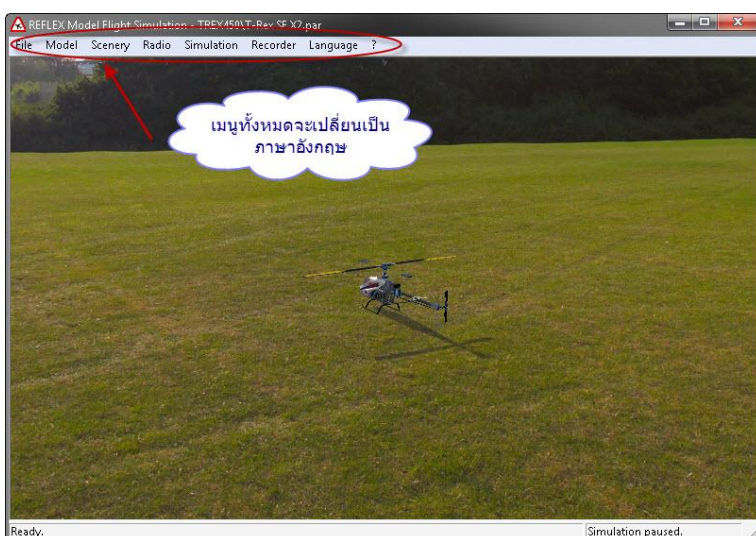 REFLEX Model Flight Simulation - TREX450\T-Rex SE X2.par
File Model Scenery Radio Simulation Recorder Language ?
เมนูทั้งหมดจะเปลี่ยนเป็น
ภาษาอังกฤษ
Ready. Simulation paused.